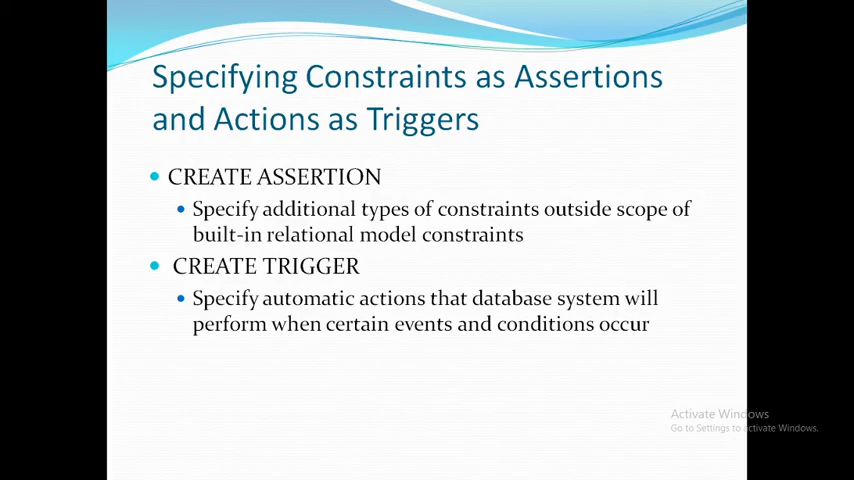 Specifying Constraints as Assertions
and Actions as Triggers
CREATE ASSERTION
Specify additional types of constraints outside scope of
built-in relational model constraints
CREATE TRIGGER
Specify automatic actions that database system will
perform when certain events and conditions occur
Activate Windows
Go to Settings to activate Windows.